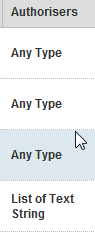 Authorisers
Any Type
Any Type
Any Type
List of Text
String